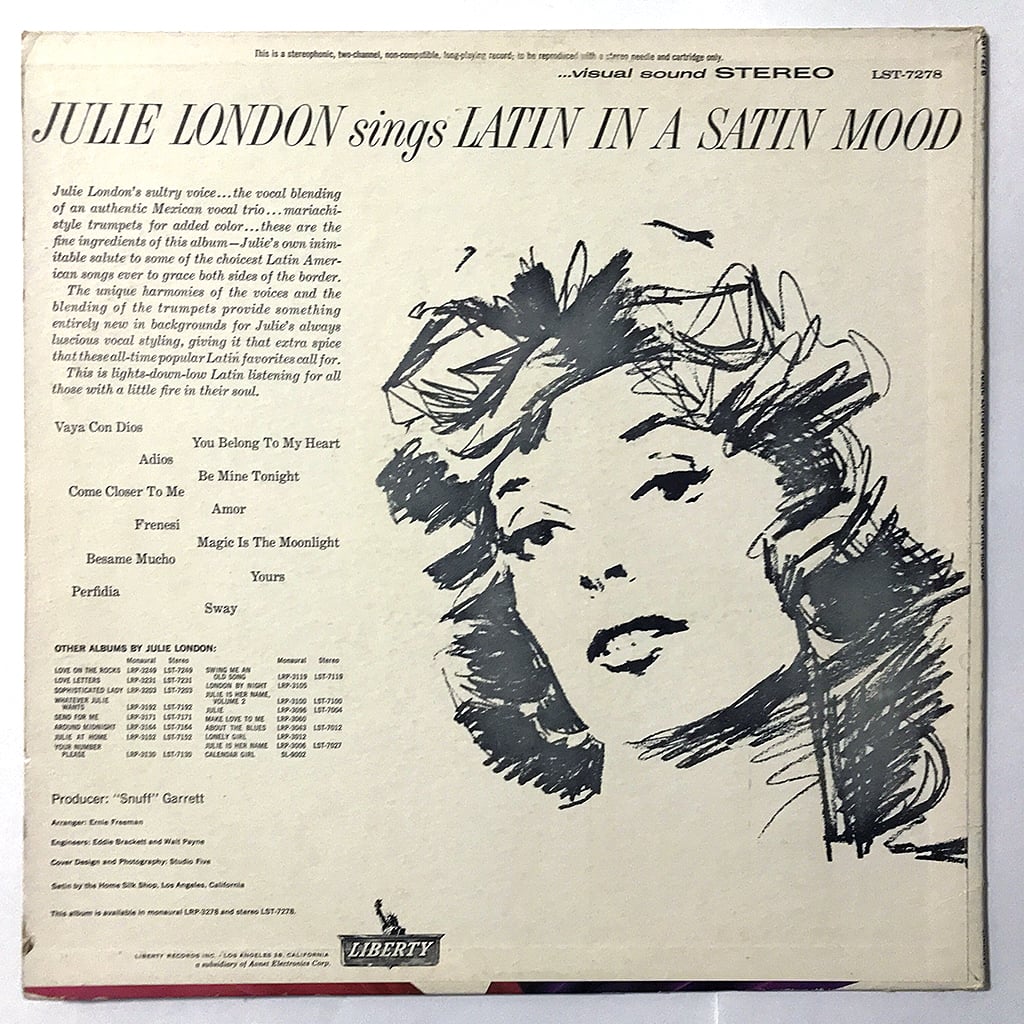 This is a stereophonic, two-channel, non-compatible, long-playing record; to be reproduced with a stereo needle and cartridge only.
...visual sound STEREO LST-7278
JULIE LONDON sings LATIN IN A SATIN MOOD
Julie London's sultry voice...the vocal blending
of an authentic Mexican vocal trio...mariachi-
style trumpets for added color...these are the
fine ingredients of this album—Julie's own inim-
itable salute to some of the choicest Latin Amer-
ican songs ever to grace both sides of the border.
The unique harmonies of the voices and the
blending of the trumpets provide something
entirely new in backgrounds for Julie's always
luscious vocal styling, giving it that extra spice
that these all-time popular Latin favorites call for.
This is lights-down-low Latin listening for all
those with a little fire in their soul.
Vaya Con Dios
You Belong To My Heart
Adios
Be Mine Tonight
Come Closer To Me
Amor
Frenesi
Magic Is The Moonlight
Besame Mucho
Yours
Perfidia
Sway
OTHER ALBUMS BY JULIE LONDON:
Monaural Stereo
LOVE ON THE ROCKS LRP-3249 LST-7249
LOVE LETTERS LRP-3231 LST-7231
SOPHISTICATED LADY LRP-3203 LST-7203
WHATEVER JULIE
WANTS LRP-3192 LST-7192
SEND FOR ME LRP-3171 LST-7171
AROUND MIDNIGHT LRP-3164 LST-7164
JULIE AT HOME LRP-3152 LST-7152
YOUR NUMBER
PLEASE LRP-3130 LST-7130
Monaural Stereo
SWING ME AN
OLD SONG LRP-3119 LST-7119
LONDON BY NIGHT LRP-3105
JULIE IS HER NAME,
VOLUME 2 LRP-3100 LST-7100
JULIE LRP-3096 LST-7004
MAKE LOVE TO ME LRP-3060
ABOUT THE BLUES LRP-3043 LST-7012
LONELY GIRL LRP-3012
JULIE IS HER NAME LRP-3006 LST-7027
CALENDAR GIRL SL-9002
Producer: "Snuff" Garrett
Arranger: Ernie Freeman
Engineers: Eddie Brackett and Walt Payne
Cover Design and Photography: Studio Five
Satin by the Home Silk Shop, Los Angeles, California
This album is available in monaural LRP-3278 and stereo LST-7278.
LIBERTY RECORDS INC. · LOS ANGELES 28, CALIFORNIA
a subsidiary of Avnet Electronics Corp.
LIBERTY